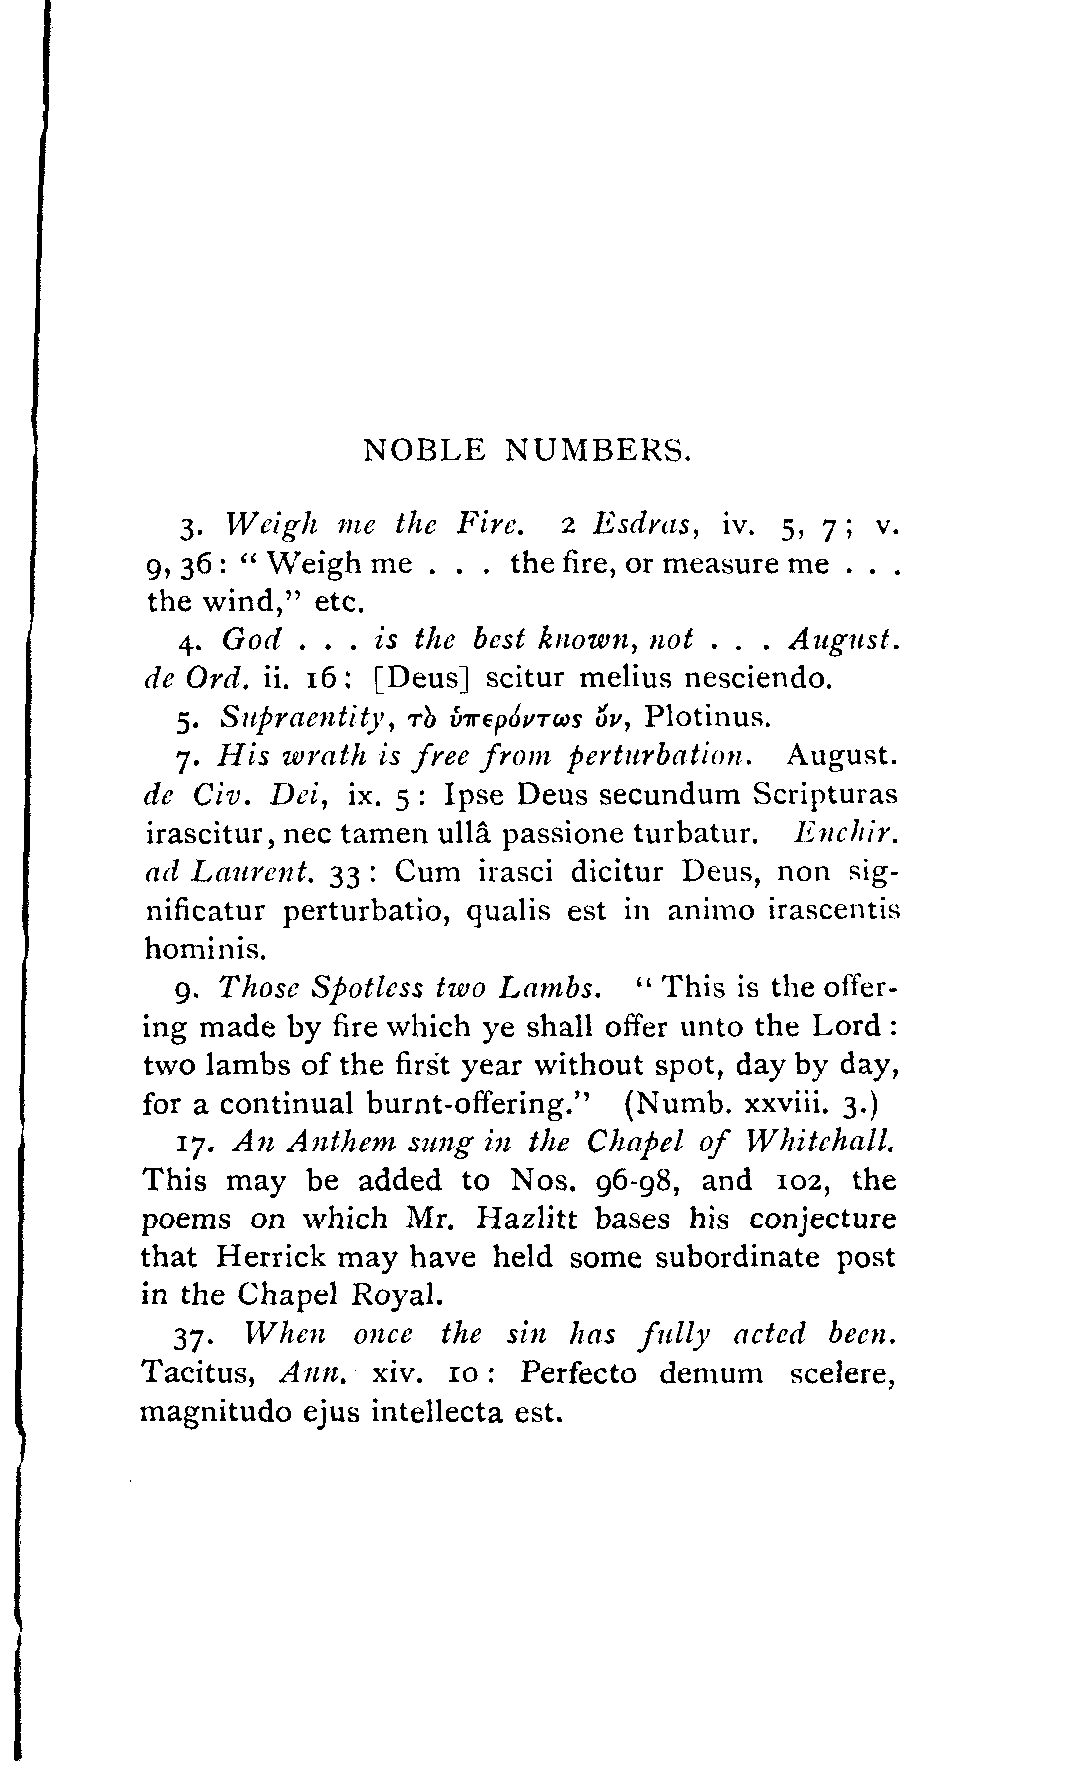 NOBLE NUMBERS.
3. Weigh me the Fire. 2 Esdras, iv. 5, 7; v.
9, 36: “Weigh me . . . the fire, or measure me . . .
the wind,” etc.
4. God . . . is the best known, not . . . August.
de Ord. ii. 16: [Deus] scitur melius nesciendo.
5. Supraentity, τὸ ὑπερόντως ὄν, Plotinus.
7. His wrath is free from perturbation. August.
de Civ. Dei, ix. 5: Ipse Deus secundum Scripturas
irascitur, nec tamen ullâ passione turbatur. Enchir.
ad Laurent. 33: Cum irasci dicitur Deus, non sig-
nificatur perturbatio, qualis est in animo irascentis
hominis.
9. Those Spotless two Lambs. “This is the offer-
ing made by fire which ye shall offer unto the Lord:
two lambs of the first year without spot, day by day,
for a continual burnt-offering.” (Numb. xxviii. 3.)
17. An Anthem sung in the Chapel of Whitehall.
This may be added to Nos. 96-98, and 102, the
poems on which Mr. Hazlitt bases his conjecture
that Herrick may have held some subordinate post
in the Chapel Royal.
37. When once the sin has fully acted been.
Tacitus, Ann. xiv. 10: Perfecto demum scelere,
magnitudo ejus intellecta est.